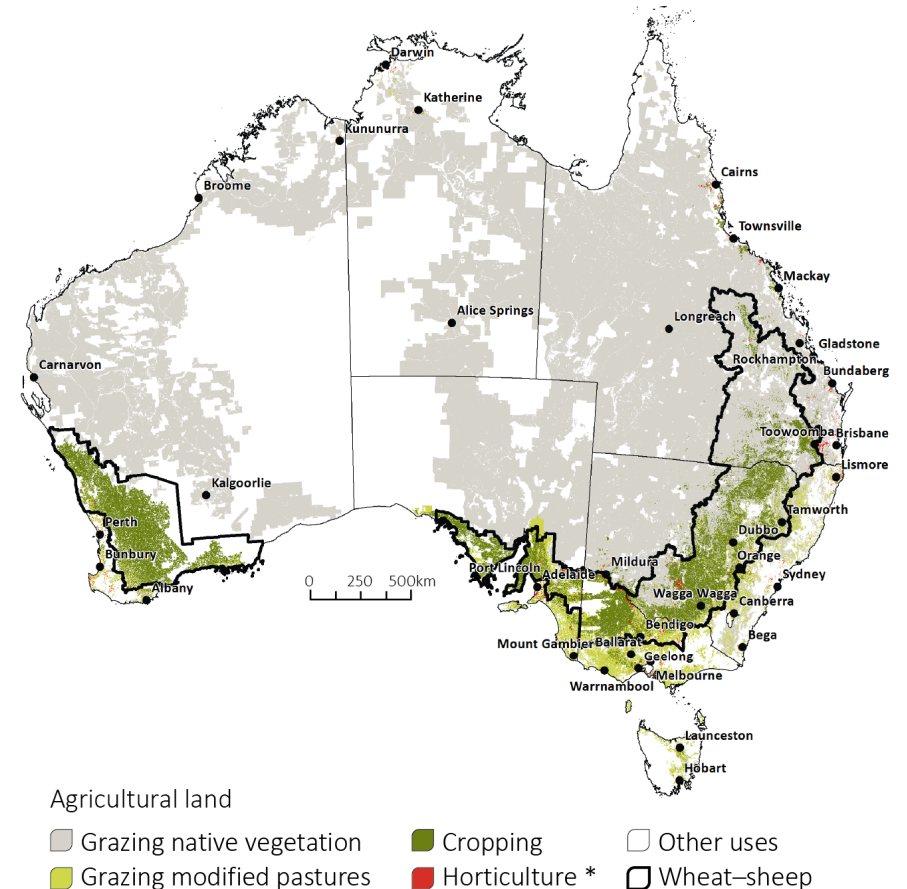 Darwin
Katherine
Kununurra
Broome
Cairns
Townsville
Mackay
Alice Springs
Longreach
Gladstone
Rockhampton
Carnarvon
Bundaberg
Toowoomba Brisbane
Lismore
Kalgoorlie
Tamworth
Perth
Dubbo
Orange
Bunbury
Port Lincoln
Adelaide
Mildura
Sydney
0 250 500km
Albany
Wagga Wagga
Canberra
Bendigo
Bega
Mount Gambier
Ballarat
Geelong
Melbourne
Warrnambool
Launceston
Hobart
Agricultural land
Grazing native vegetation
Cropping
Other uses
Grazing modified pastures
Horticulture *
Wheat–sheep